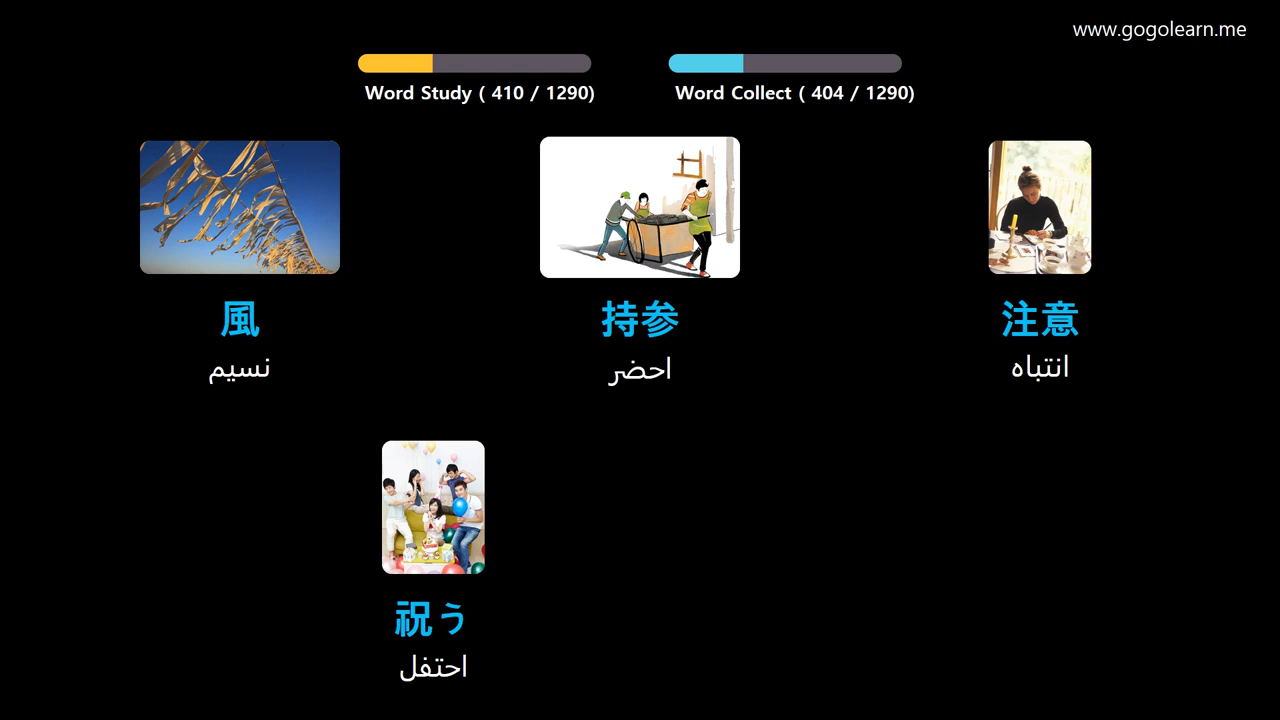 www.gogolearn.me
Word Study ( 410 / 1290)
Word Collect ( 404 / 1290)
風
نسيم
持参
احضر
注意
انتباه
祝う
احتفل